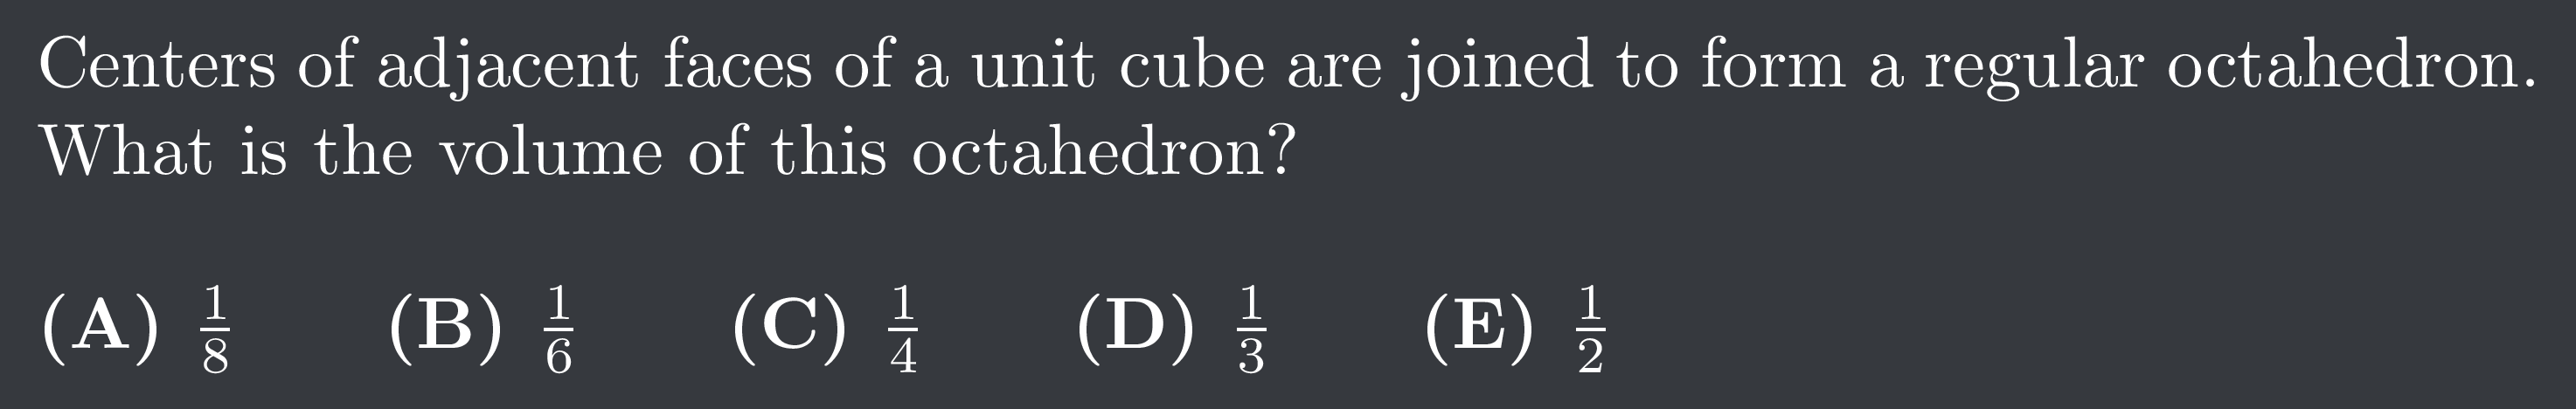 Centers of adjacent faces of a unit cube are joined to form a regular octahedron.
What is the volume of this octahedron?
(A) 1/8 (B) 1/6 (C) 1/4 (D) 1/3 (E) 1/2